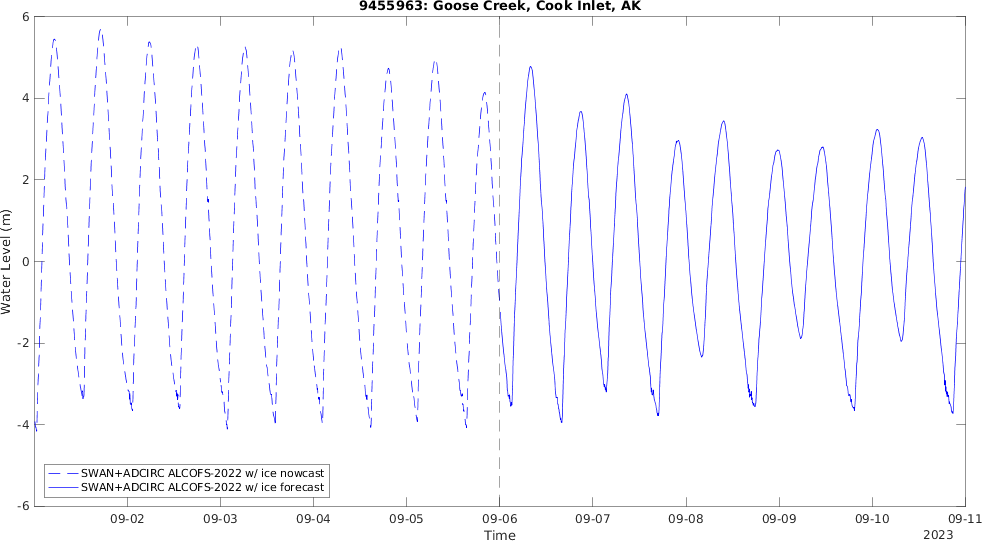 9455963: Goose Creek, Cook Inlet, AK
6
4
2
0
-2
-4
-6
Water Level (m)
SWAN+ADCIRC ALCOFS-2022 w/ ice nowcast
SWAN+ADCIRC ALCOFS-2022 w/ ice forecast
09-02 09-03 09-04 09-05 09-06 09-07 09-08 09-09 09-10 09-11
Time
2023